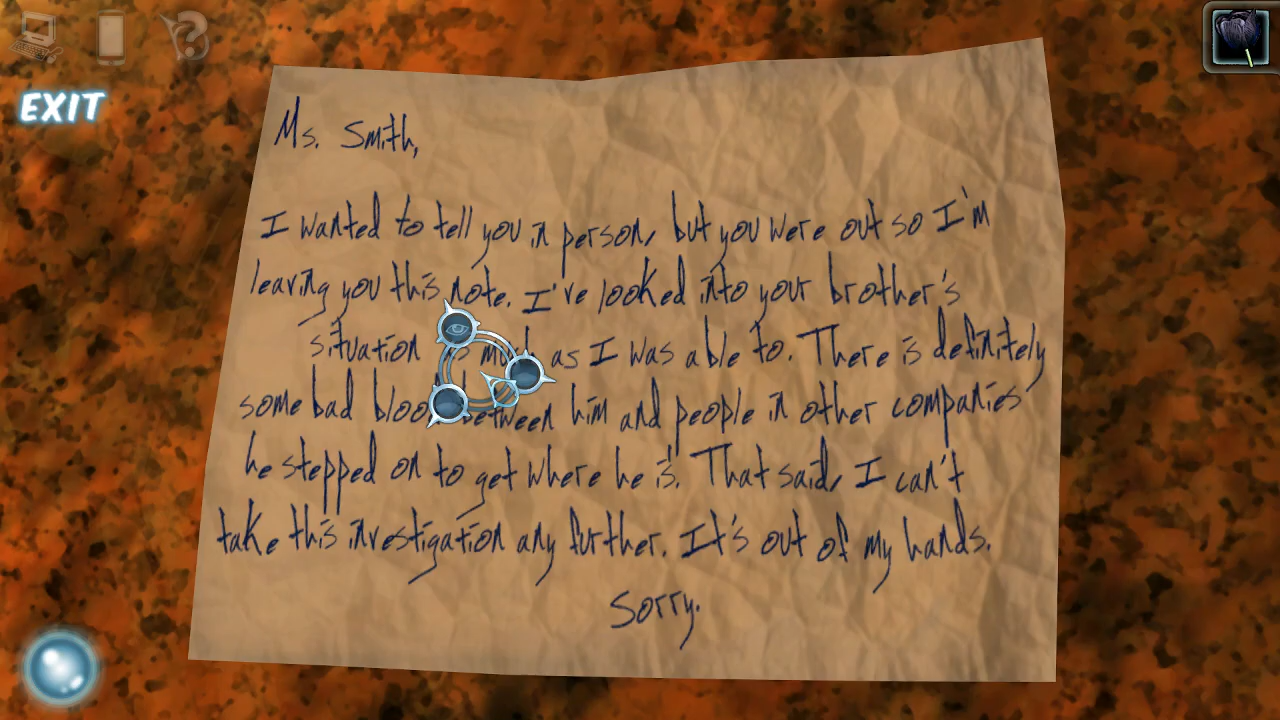 EXIT
Ms. Smith,
I wanted to tell you in person, but you were out so I'm
leaving you this note. I've looked into your brother's
situation as much as I was able to. There is definitely
some bad blood between him and people in other companies
he stepped on to get where he is. That said, I can't
take this investigation any further. It's out of my hands.
Sorry.